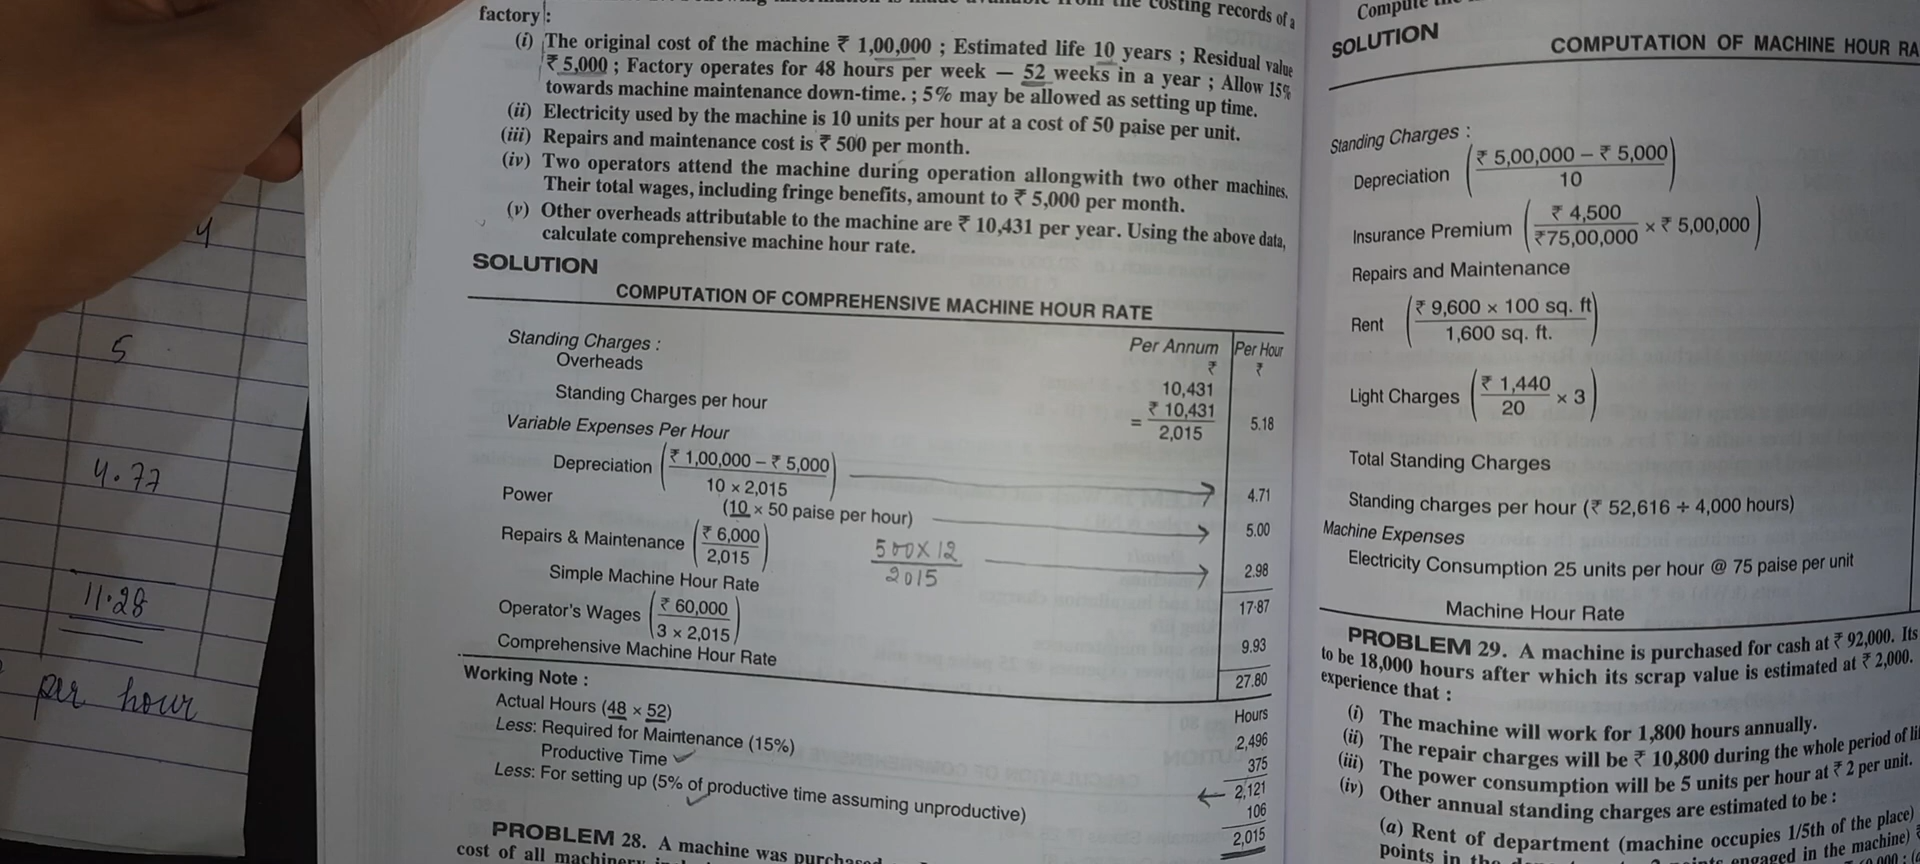 4
5
4.77
11.28
per hour
the costing records of a
factory :
(i) The original cost of the machine ₹ 1,00,000 ; Estimated life 10 years ; Residual value
₹ 5,000 ; Factory operates for 48 hours per week — 52 weeks in a year ; Allow 15%
towards machine maintenance down-time. ; 5% may be allowed as setting up time.
(ii) Electricity used by the machine is 10 units per hour at a cost of 50 paise per unit.
(iii) Repairs and maintenance cost is ₹ 500 per month.
(iv) Two operators attend the machine during operation allongwith two other machines.
Their total wages, including fringe benefits, amount to ₹ 5,000 per month.
(v) Other overheads attributable to the machine are ₹ 10,431 per year. Using the above data,
calculate comprehensive machine hour rate.
SOLUTION
COMPUTATION OF COMPREHENSIVE MACHINE HOUR RATE
Standing Charges : Per Annum Per Hour
₹ ₹
Overheads 10,431
Standing Charges per hour = ₹ 10,431 / 2,015 5.18
Variable Expenses Per Hour
Depreciation (₹ 1,00,000 – ₹ 5,000 / 10 × 2,015) 4.71
Power (10 × 50 paise per hour) 5.00
Repairs & Maintenance (₹ 6,000 / 2,015) 500X12 / 2015 2.98
Simple Machine Hour Rate 17·87
Operator's Wages (₹ 60,000 / 3 × 2,015) 9.93
Comprehensive Machine Hour Rate 27.80
Working Note :
Hours
Actual Hours (48 × 52) 2,496
Less: Required for Maintenance (15%) 375
Productive Time 2,121
Less: For setting up (5% of productive time assuming unproductive) 106
2,015
PROBLEM 28. A machine was
cost of all
Compute
SOLUTION
COMPUTATION OF MACHINE HOUR RA
Standing Charges :
Depreciation (₹ 5,00,000 – ₹ 5,000 / 10)
Insurance Premium (₹ 4,500 / ₹75,00,000 × ₹ 5,00,000)
Repairs and Maintenance
Rent (₹ 9,600 × 100 sq. ft / 1,600 sq. ft.)
Light Charges (₹ 1,440 / 20 × 3)
Total Standing Charges
Standing charges per hour (₹ 52,616 ÷ 4,000 hours)
Machine Expenses
Electricity Consumption 25 units per hour @ 75 paise per unit
Machine Hour Rate
PROBLEM 29. A machine is purchased for cash at ₹ 92,000. Its
to be 18,000 hours after which its scrap value is estimated at ₹ 2,000.
experience that :
(i) The machine will work for 1,800 hours annually.
(ii) The repair charges will be ₹ 10,800 during the whole period of li
(iii) The power consumption will be 5 units per hour at ₹ 2 per unit.
(iv) Other annual standing charges are estimated to be :
(a) Rent of department (machine occupies 1/5th of the place)
points in engaged in the machine)